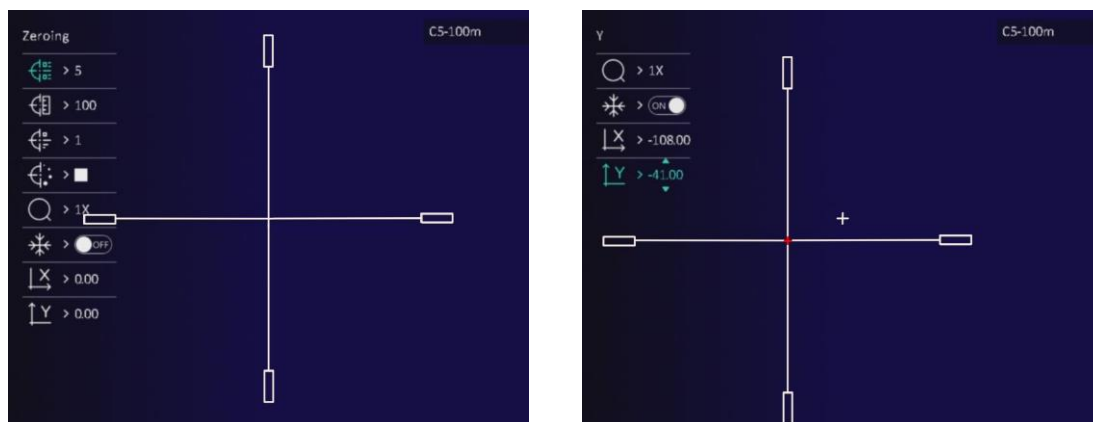 Zeroing
C5-100m
> 5
> 100
> 1
>
> 1X
> OFF
X > 0.00
Y > 0.00
Y
C5-100m
> 1X
> ON
X > -108.00
Y > -41.00